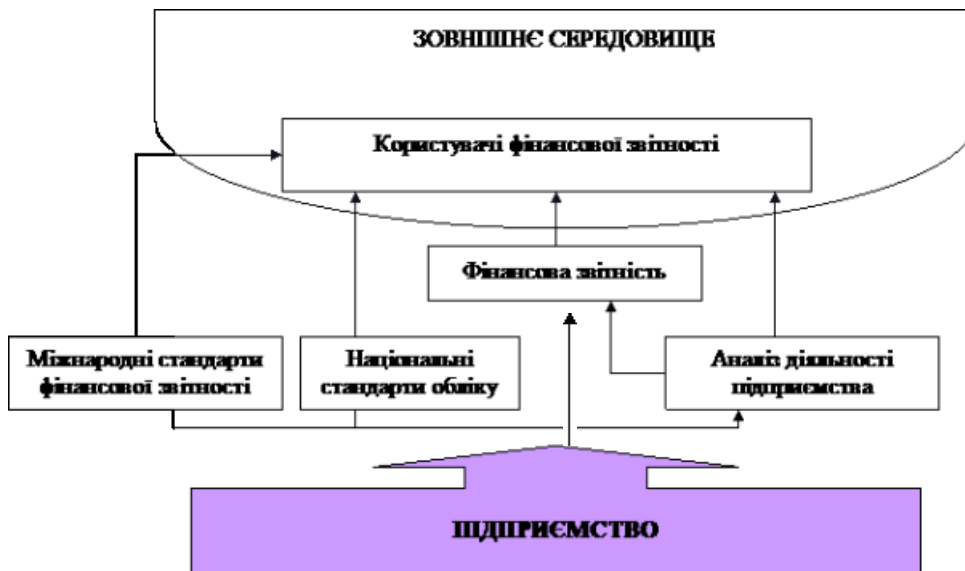 ЗОВНІШНЄ СЕРЕДОВИЩЕ
Користувачі фінансової звітності
Фінансова звітність
Міжнародні стандарти
фінансової звітності
Національні
стандарти обліку
Аналіз діяльності
підприємства
ПІДПРИЄМСТВО